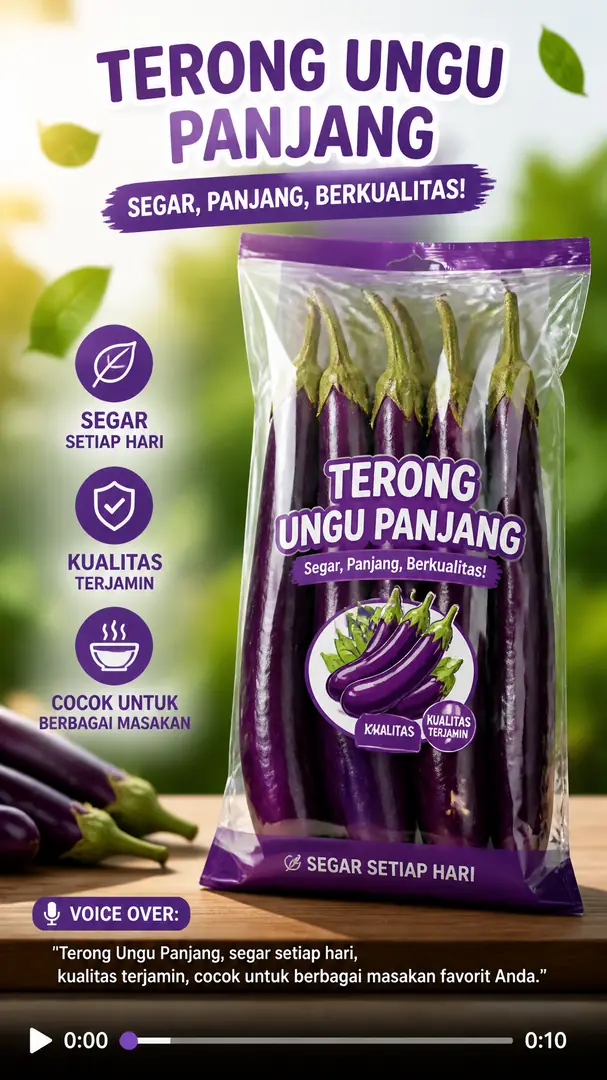 TERONG UNGU
PANJANG
SEGAR, PANJANG, BERKUALITAS!
SEGAR
SETIAP HARI
KUALITAS
TERJAMIN
COCOK UNTUK
BERBAGAI MASAKAN
TERONG
UNGU PANJANG
Segar, Panjang, Berkualitas!
KWALITAS
KUALITAS
TERJAMIN
SEGAR SETIAP HARI
VOICE OVER:
"Terong Ungu Panjang, segar setiap hari,
kualitas terjamin, cocok untuk berbagai masakan favorit Anda."
0:00
0:10